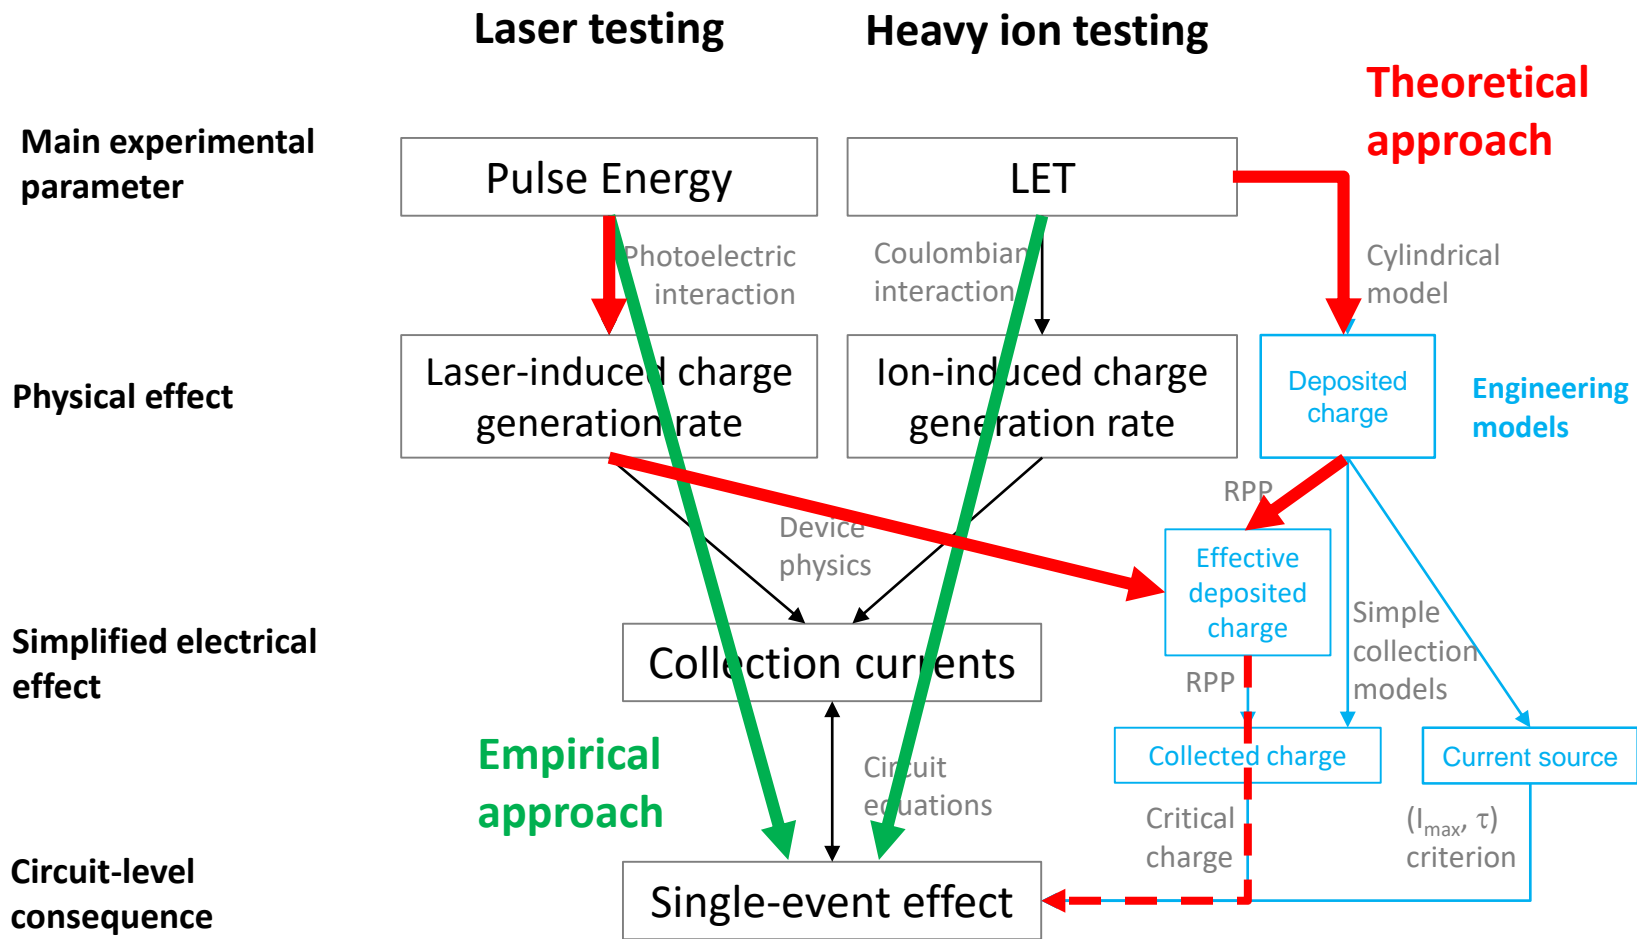 Laser testing
Heavy ion testing
Theoretical
approach
Main experimental
parameter
Pulse Energy
LET
Photoelectric
interaction
Coulombian
interaction
Cylindrical
model
Physical effect
Laser-induced charge
generation rate
Ion-induced charge
generation rate
Deposited
charge
Engineering
models
RPP
Device
physics
Effective
deposited
charge
Simplified electrical
effect
Collection currents
RPP
Simple
collection
models
Empirical
approach
Circuit
equations
Collected charge
Current source
Critical
charge
(Imax, τ)
criterion
Circuit-level
consequence
Single-event effect